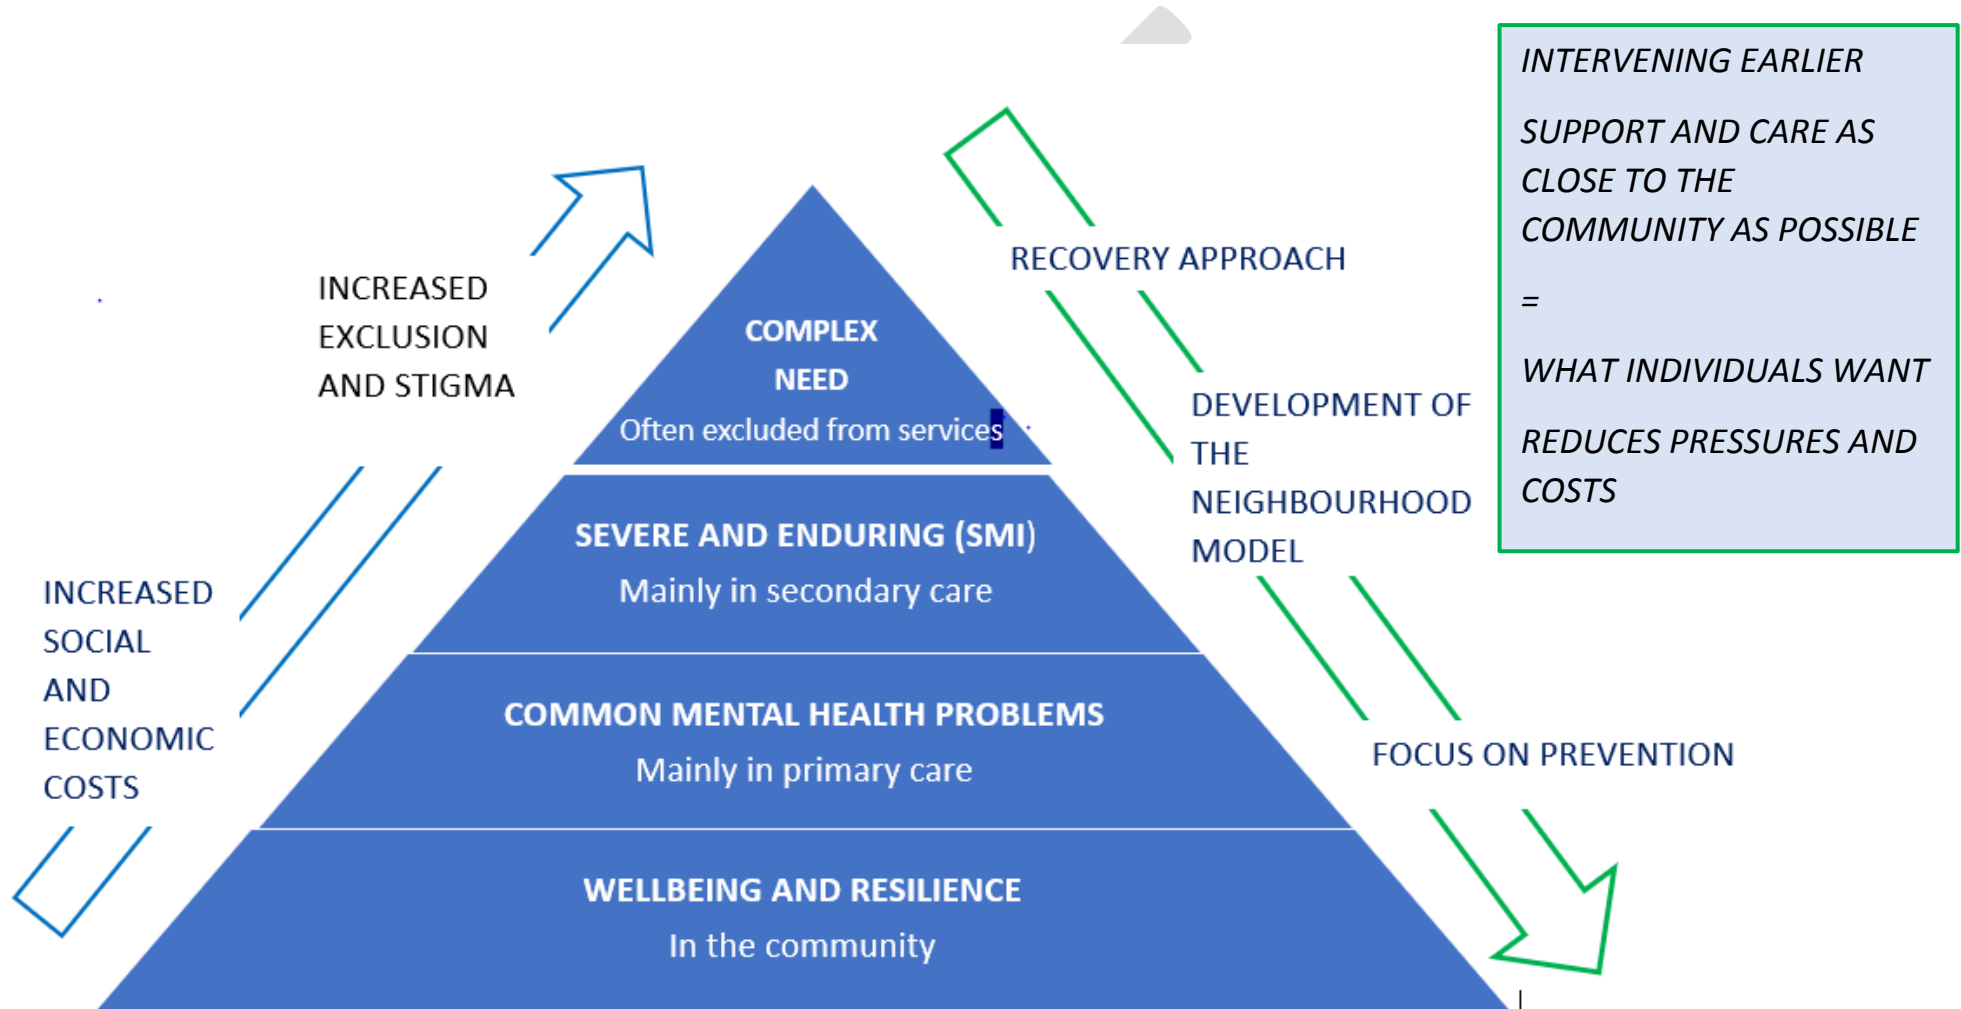 INCREASED
EXCLUSION
AND STIGMA
INCREASED
SOCIAL
AND
ECONOMIC
COSTS
COMPLEX
NEED
Often excluded from services
SEVERE AND ENDURING (SMI)
Mainly in secondary care
COMMON MENTAL HEALTH PROBLEMS
Mainly in primary care
WELLBEING AND RESILIENCE
In the community
RECOVERY APPROACH
DEVELOPMENT OF
THE
NEIGHBOURHOOD
MODEL
FOCUS ON PREVENTION
INTERVENING EARLIER
SUPPORT AND CARE AS
CLOSE TO THE
COMMUNITY AS POSSIBLE
=
WHAT INDIVIDUALS WANT
REDUCES PRESSURES AND
COSTS